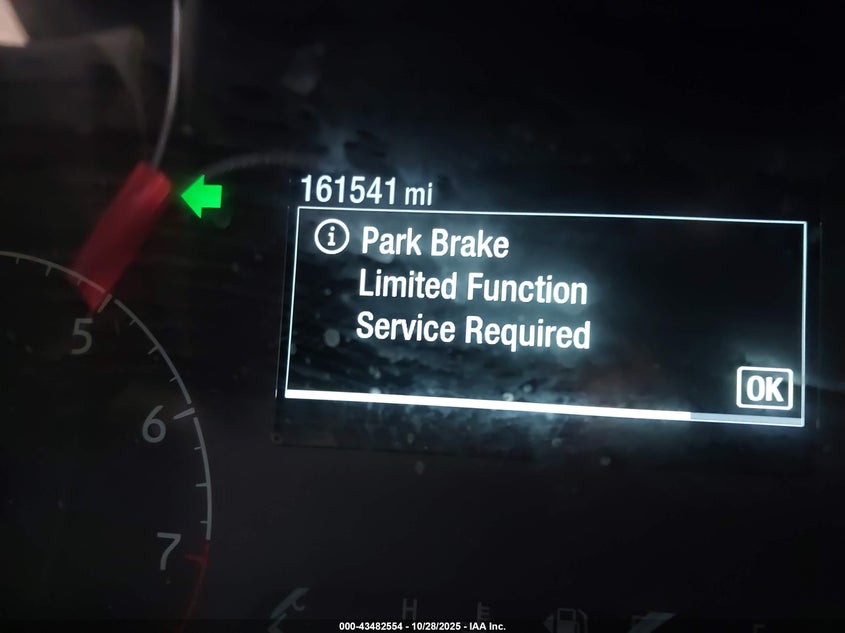 161541 mi
i Park Brake
Limited Function
Service Required
OK
5
6
7
H
E
000-43482554 - 10/28/2025 - IAA Inc.